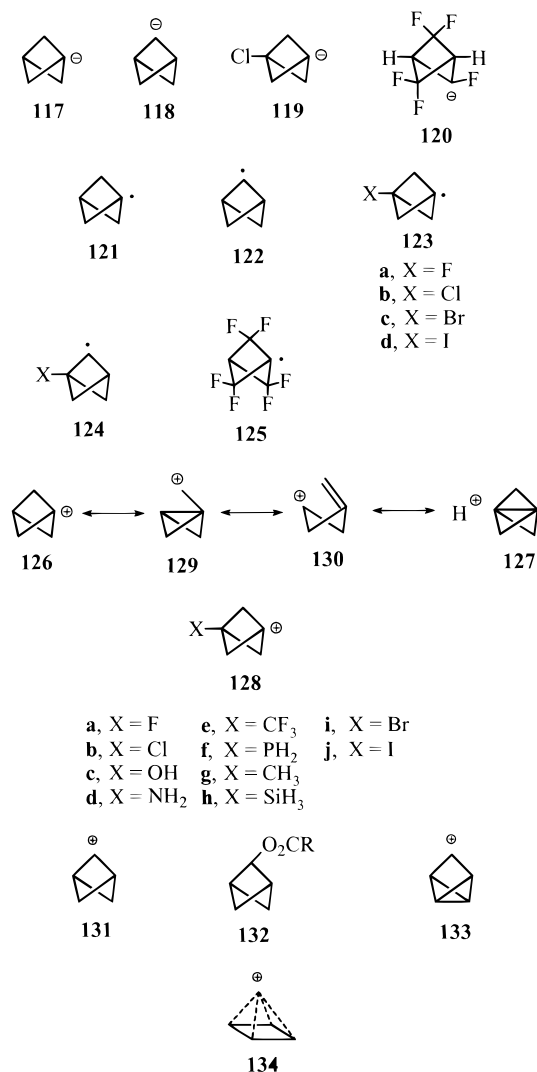 ⊖ ⊖ Cl ⊖ F F H H F F F ⊖
117 118 119 120
• • X •
121 122 123
a, X = F
b, X = Cl
c, X = Br
d, X = I
X • F F • F F F F
124 125
⊕ ⊕ ⊕ H ⊕
126 129 130 127
X ⊕
128
a, X = F e, X = CF₃ i, X = Br
b, X = Cl f, X = PH₂ j, X = I
c, X = OH g, X = CH₃
d, X = NH₂ h, X = SiH₃
⊕ O₂CR ⊕
131 132 133
⊕
134